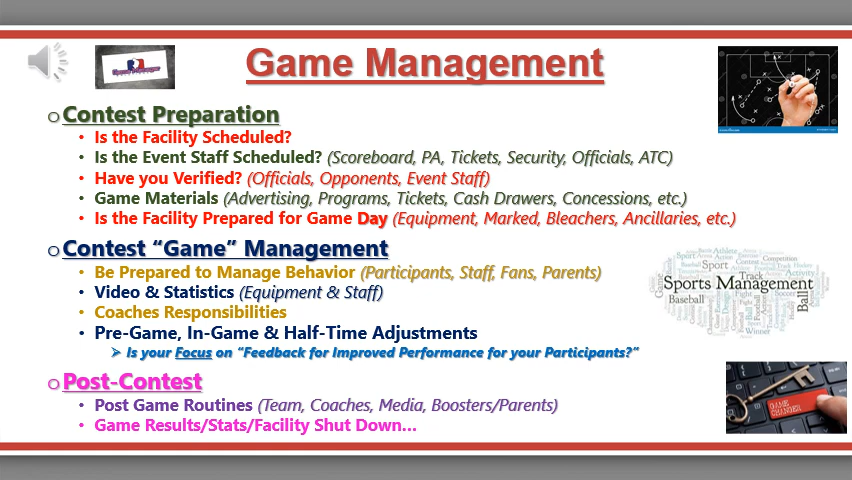 Game Management
Contest Preparation
Is the Facility Scheduled?
Is the Event Staff Scheduled? (Scoreboard, PA, Tickets, Security, Officials, ATC)
Have you Verified? (Officials, Opponents, Event Staff)
Game Materials (Advertising, Programs, Tickets, Cash Drawers, Concessions, etc.)
Is the Facility Prepared for Game Day (Equipment, Marked, Bleachers, Ancillaries, etc.)
Contest “Game” Management
Be Prepared to Manage Behavior (Participants, Staff, Fans, Parents)
Video & Statistics (Equipment & Staff)
Coaches Responsibilities
Pre-Game, In-Game & Half-Time Adjustments
Is your Focus on “Feedback for Improved Performance for your Participants?”
Sports Management
Sport
Track
Activity
Baseball
Ball
Game
Winner
Post-Contest
Post Game Routines (Team, Coaches, Media, Boosters/Parents)
Game Results/Stats/Facility Shut Down…
GAME
CHANGER